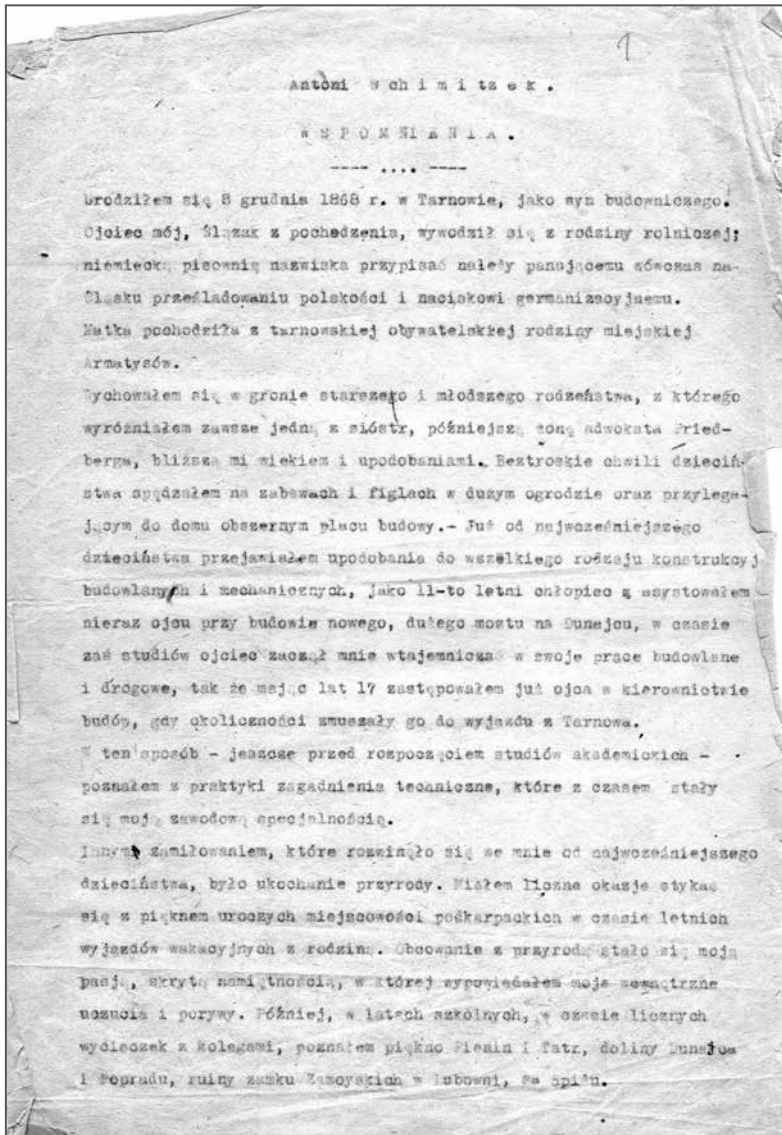 1
Antoni Schimitzek.
WSPOMNIENIA.
---- .... ----
Urodziłem się 8 grudnia 1868 r. w Tarnowie, jako syn budowniczego.
Ojciec mój, Ślązak z pochodzenia, wywodził się z rodziny rolniczej;
niemiecką pisownię nazwiska przypisać należy panującemu wówczas na
Śląsku prześladowaniu polskości i naciskowi germanizacyjnemu.
Matka pochodziła z tarnowskiej obywatelskiej rodziny miejskiej
Armatysów.
Wychowałem się w gronie starszego i młodszego rodzeństwa, z którego
wyróżniałem zawsze jedną z sióstr, późniejszą żonę adwokata Fried-
berga, bliższą mi wiekiem i upodobaniami. Beztroskie chwili dzieciń-
stwa spędzałem na zabawach i figlach w dużym ogrodzie oraz przylega-
jącym do domu obszernym placu budowy.- Już od najwcześniejszego
dzieciństwa przejawiałem upodobania do wszelkiego rodzaju konstrukcyj
budowlanych i mechanicznych, jako 11-to letni chłopiec asystowałem
nieraz ojcu przy budowie nowego, dużego mostu na Dunajcu, w czasie
zaś studiów ojciec zaczął mnie wtajemniczać w swoje prace budowlane
i drogowe, tak że mając lat 17 zastępowałem już ojca w kierownictwie
budów, gdy okoliczności zmuszały go do wyjazdu z Tarnowa.
W ten sposób - jeszcze przed rozpoczęciem studiów akademickich -
poznałem z praktyki zagadnienia techniczne, które z czasem stały
się moją zawodową specjalnością.
Innym zamiłowaniem, które rozwinęło się we mnie od najwcześniejszego
dzieciństwa, było ukochanie przyrody. Miałem liczne okazje stykać
się z pięknem uroczych miejscowości podkarpackich w czasie letnich
wyjazdów wakacyjnych z rodziną. Obcowanie z przyrodą stało się moją
pasją, skrytą namiętnością, w której wypowiadałem moje wewnętrzne
uczucia i porywy. Później, w latach szkolnych, w czasie licznych
wycieczek z kolegami, poznałem piękno Pienin i Tatr, doliny Dunajca
i Popradu, ruiny zamku Zamoyskich w Lubowni, na Spiżu.